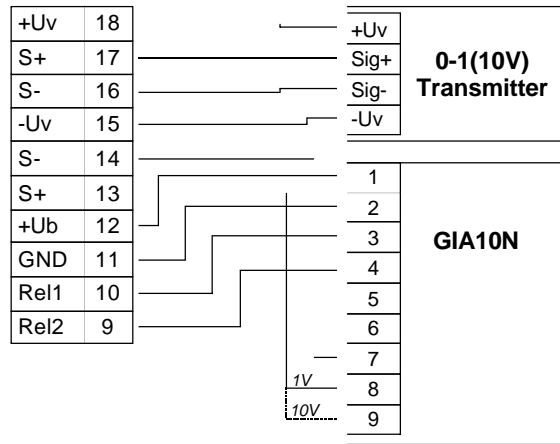 +Uv 18
S+ 17
S- 16
-Uv 15
S- 14
S+ 13
+Ub 12
GND 11
Rel1 10
Rel2 9
1V
10V
+Uv
Sig+
Sig-
-Uv
0-1(10V)
Transmitter
1
2
3
4
5
6
7
8
9
GIA10N